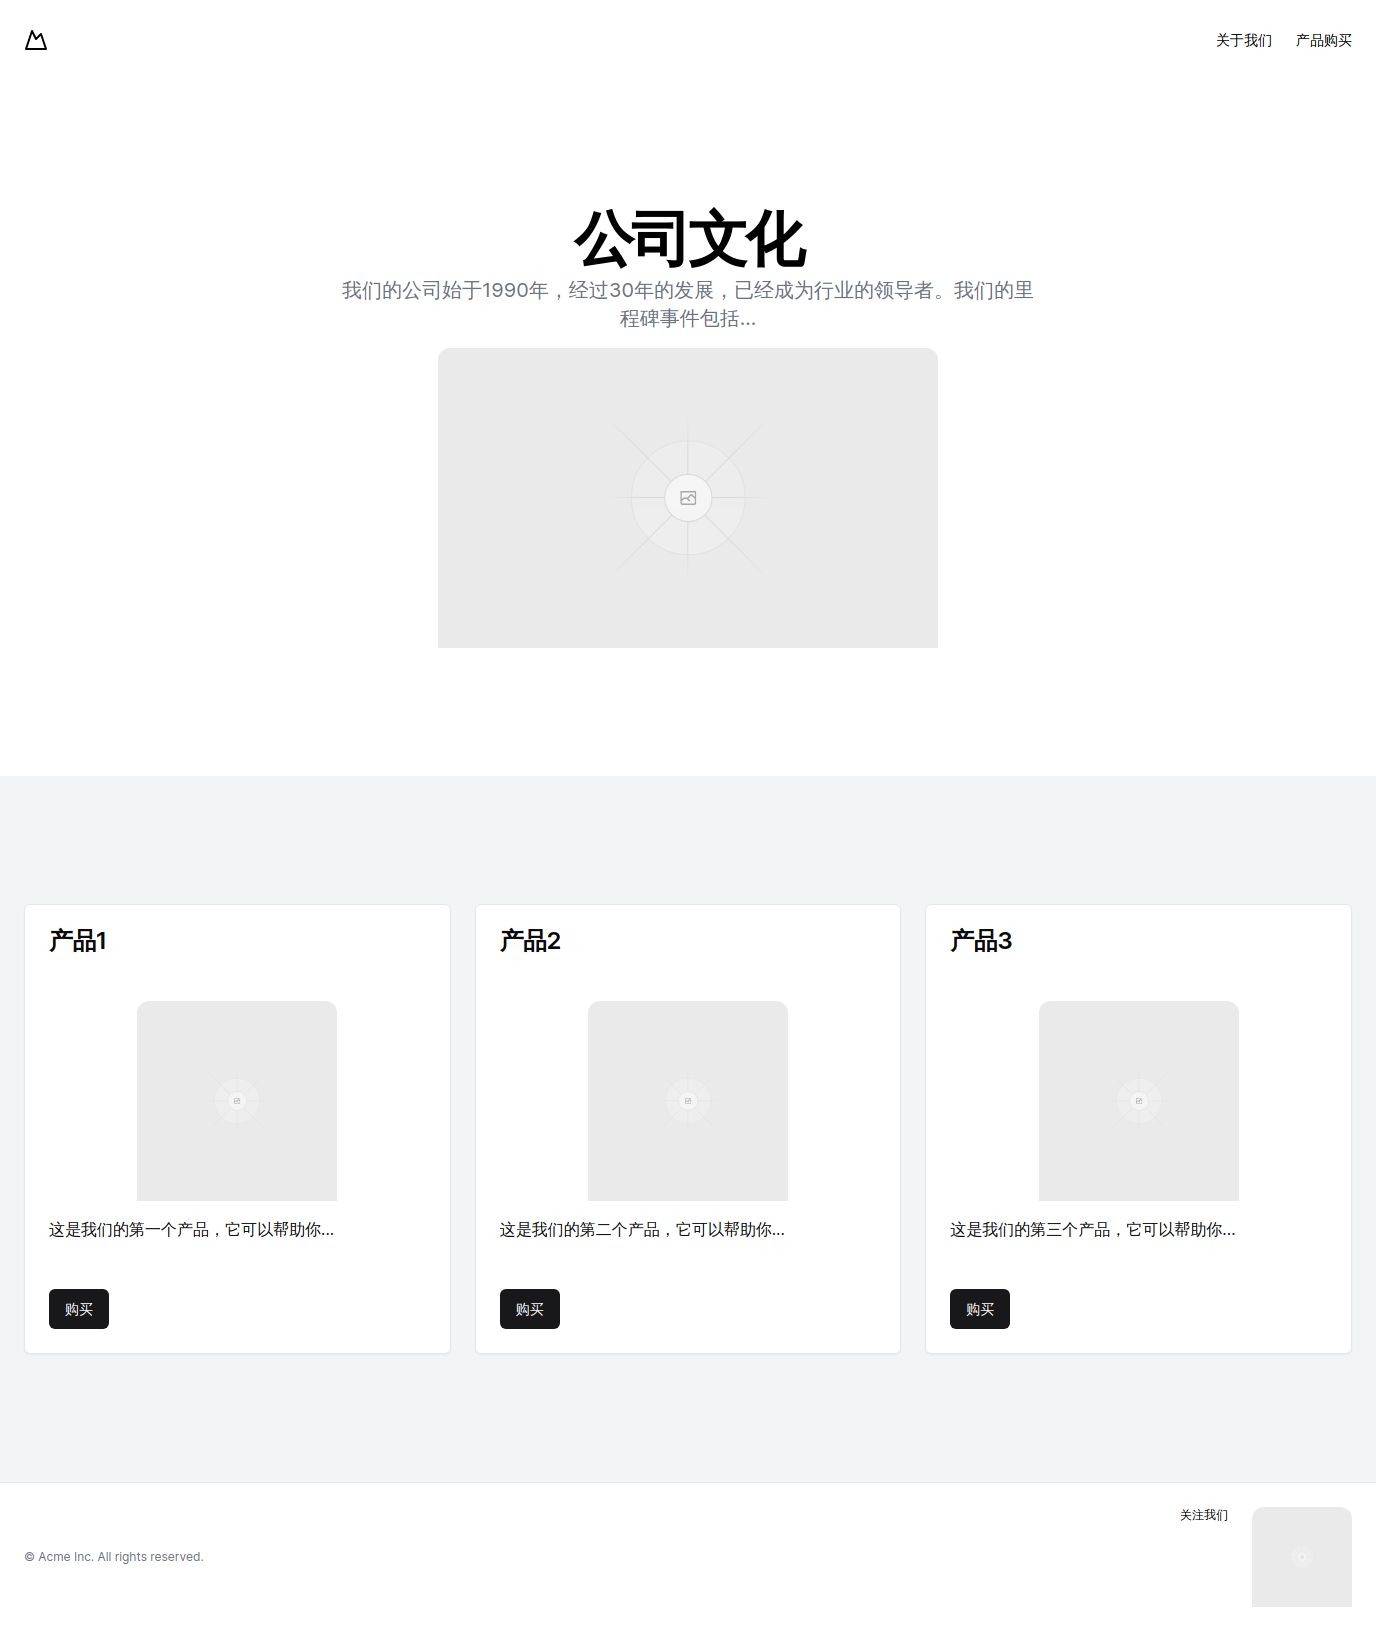 关于我们
产品购买
公司文化
我们的公司始于1990年，经过30年的发展，已经成为行业的领导者。我们的里
程碑事件包括...
产品1
这是我们的第一个产品，它可以帮助你...
购买
产品2
这是我们的第二个产品，它可以帮助你...
购买
产品3
这是我们的第三个产品，它可以帮助你...
购买
© Acme Inc. All rights reserved.
关注我们